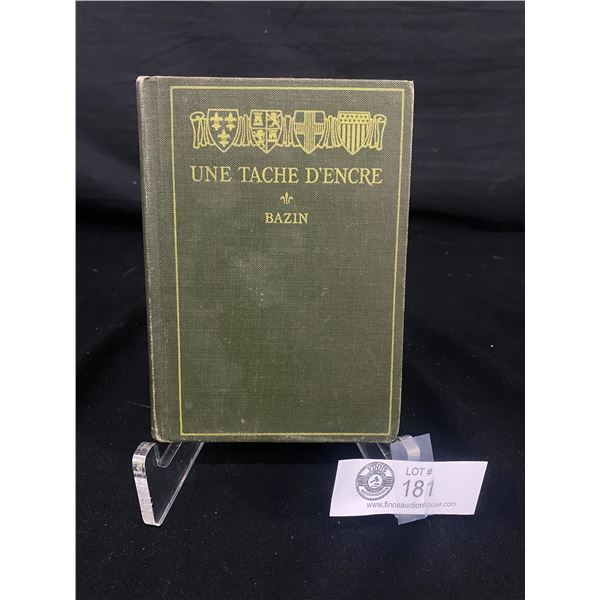 UNE TACHE D'ENCRE
BAZIN
LOT #
181
www.finnsauctionhouse.com